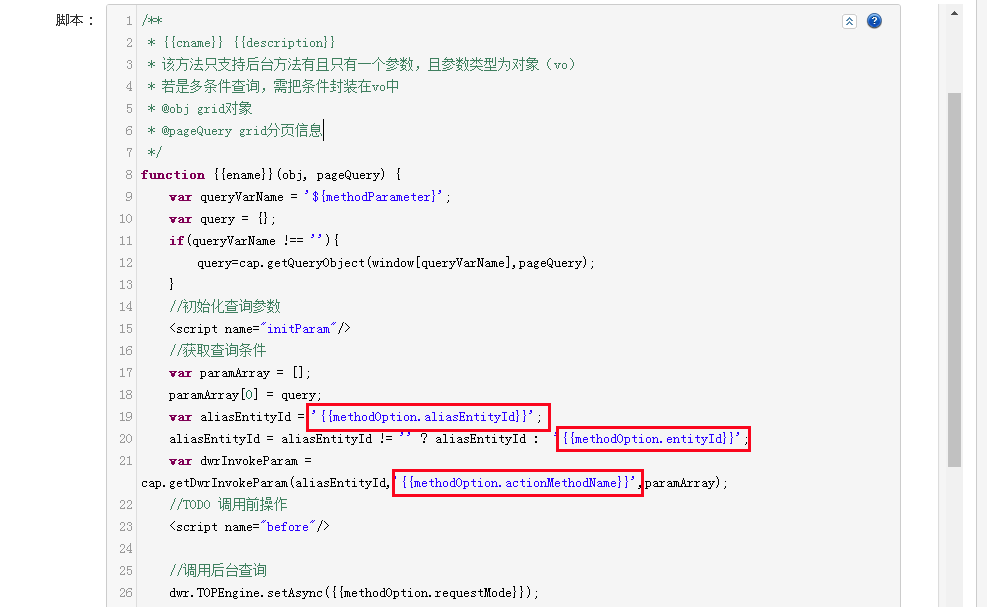 脚本：
1 /**
2 * {{cname}} {{description}}
3 * 该方法只支持后台方法有且只有一个参数，且参数类型为对象（vo）
4 * 若是多条件查询，需把条件封装在vo中
5 * @obj grid对象
6 * @pageQuery grid分页信息
7 */
8 function {{ename}}(obj, pageQuery) {
9 var queryVarName = '${methodParameter}';
10 var query = {};
11 if(queryVarName !== ''){
12 query=cap.getQueryObject(window[queryVarName],pageQuery);
13 }
14 //初始化查询参数
15 <script name="initParam"/>
16 //获取查询条件
17 var paramArray = [];
18 paramArray[0] = query;
19 var aliasEntityId = '{{methodOption.aliasEntityId}}';
20 aliasEntityId = aliasEntityId != '' ? aliasEntityId : '{{methodOption.entityId}}';
21 var dwrInvokeParam =
cap.getDwrInvokeParam(aliasEntityId,'{{methodOption.actionMethodName}}',paramArray);
22 //TODO 调用前操作
23 <script name="before"/>
24
25 //调用后台查询
26 dwr.TOPEngine.setAsync({{methodOption.requestMode}});